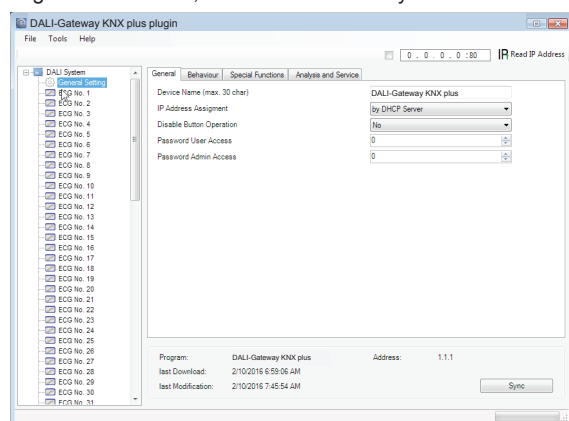 DALI-Gateway KNX plus plugin
File Tools Help
0 . 0 . 0 . 0 :80 Read IP Address
DALI System
General Setting
ECG No. 1
ECG No. 2
ECG No. 3
ECG No. 4
ECG No. 5
ECG No. 6
ECG No. 7
ECG No. 8
ECG No. 9
ECG No. 10
ECG No. 11
ECG No. 12
ECG No. 13
ECG No. 14
ECG No. 15
ECG No. 16
ECG No. 17
ECG No. 18
ECG No. 19
ECG No. 20
ECG No. 21
ECG No. 22
ECG No. 23
ECG No. 24
ECG No. 25
ECG No. 26
ECG No. 27
ECG No. 28
ECG No. 29
ECG No. 30
ECG No. 31
General Behaviour Special Functions Analysis and Service
Device Name (max. 30 char) DALI-Gateway KNX plus
IP Address Assigment by DHCP Server
Disable Button Operation No
Password User Access 0
Password Admin Access 0
Program: DALI-Gateway KNX plus Address: 1.1.1
last Download: 2/10/2016 6:59:06 AM
last Modification: 2/10/2016 7:45:54 AM
Sync